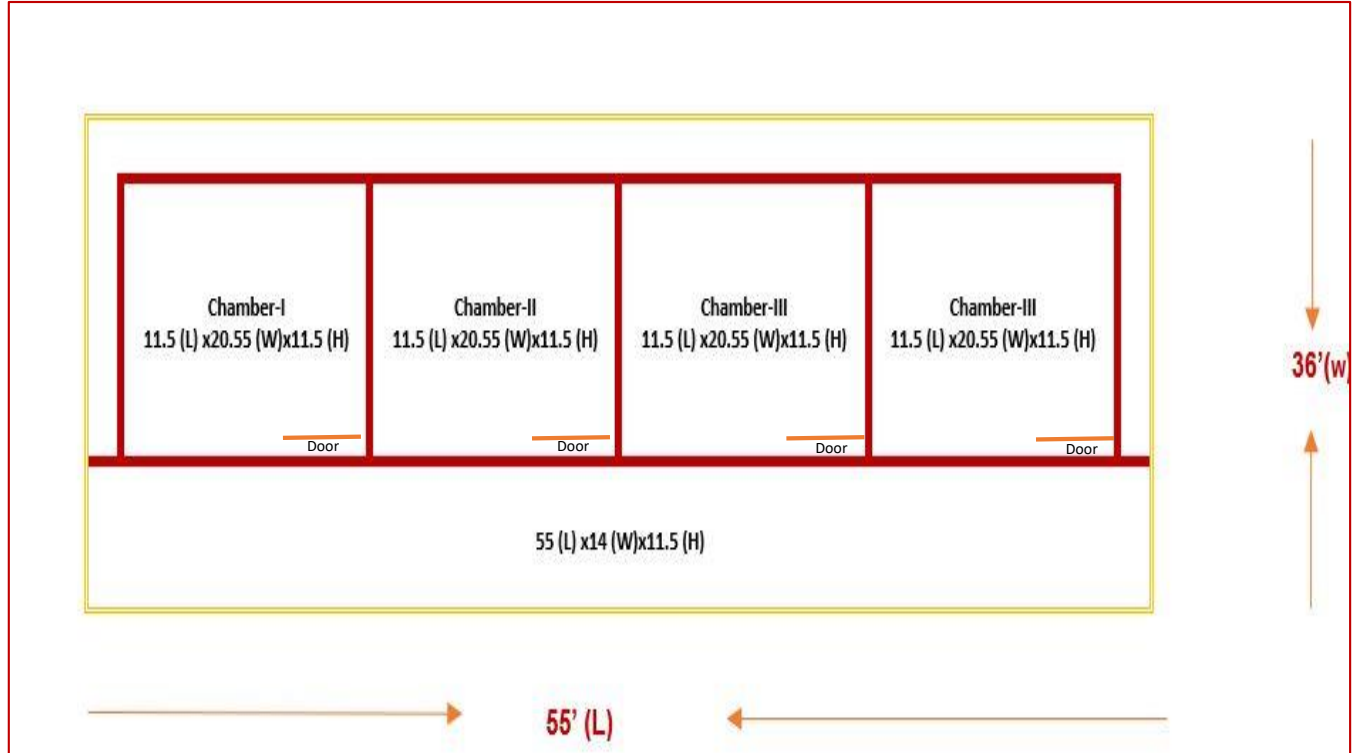 Chamber-I
11.5 (L) x20.55 (W)x11.5 (H)
Door
Chamber-II
11.5 (L) x20.55 (W)x11.5 (H)
Door
Chamber-III
11.5 (L) x20.55 (W)x11.5 (H)
Door
Chamber-III
11.5 (L) x20.55 (W)x11.5 (H)
Door
36’(w)
55 (L) x14 (W)x11.5 (H)
55’ (L)